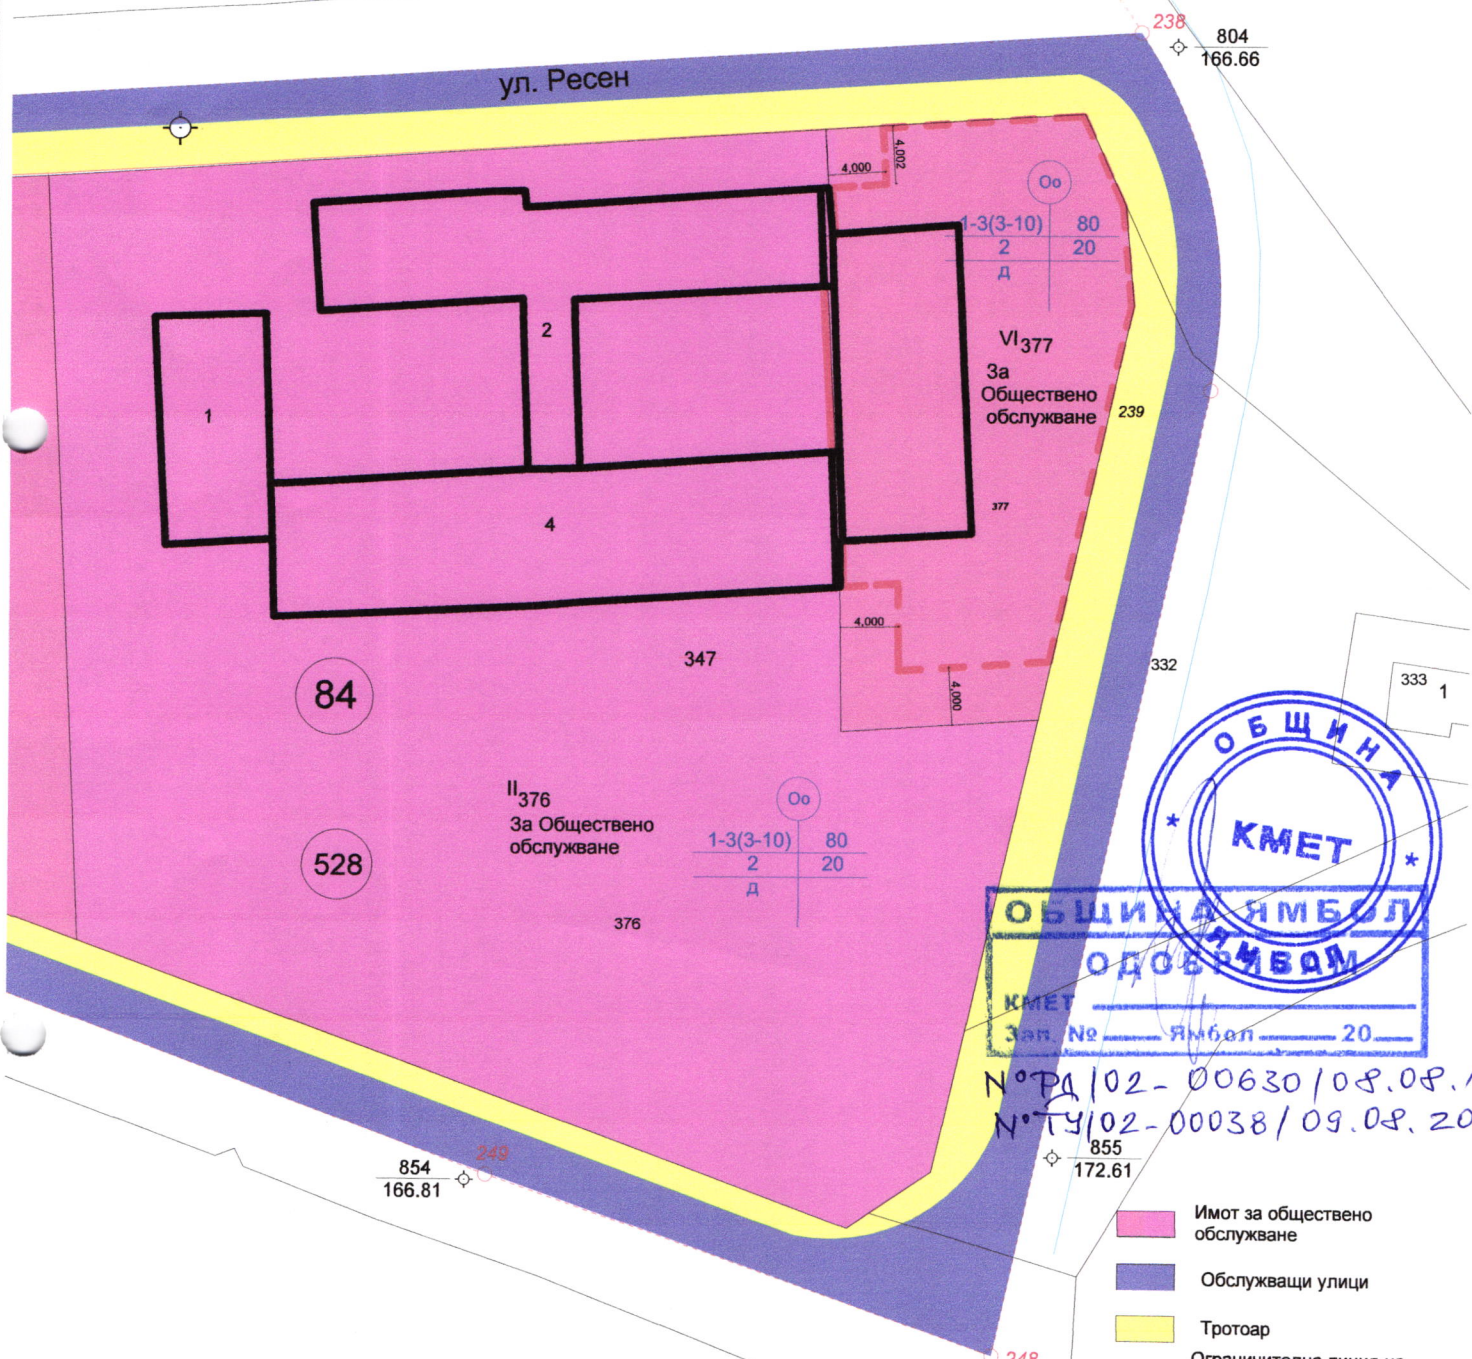 238
804
166.66
ул. Ресен
4,000
4,002
Оо
1-3(3-10) 80
2 20
Д
2
VI377
За
Обществено
обслужване
239
1
377
4
4,000
347
332
84
4,000
333 1
II376
За Обществено
обслужване
Оо
1-3(3-10) 80
2 20
Д
528
376
ОБЩИНА
КМЕТ
ЯМБОЛ
ОБЩИНА ЯМБОЛ
ОДОБРЯВАМ
КМЕТ
Зап. № Ямбол 20
N° РД/02-00630/08.08.
N° ТУ/02-00038/09.08.20
249
854
166.81
855
172.61
Имот за обществено
обслужване
Обслужващи улици
Тротоар
248